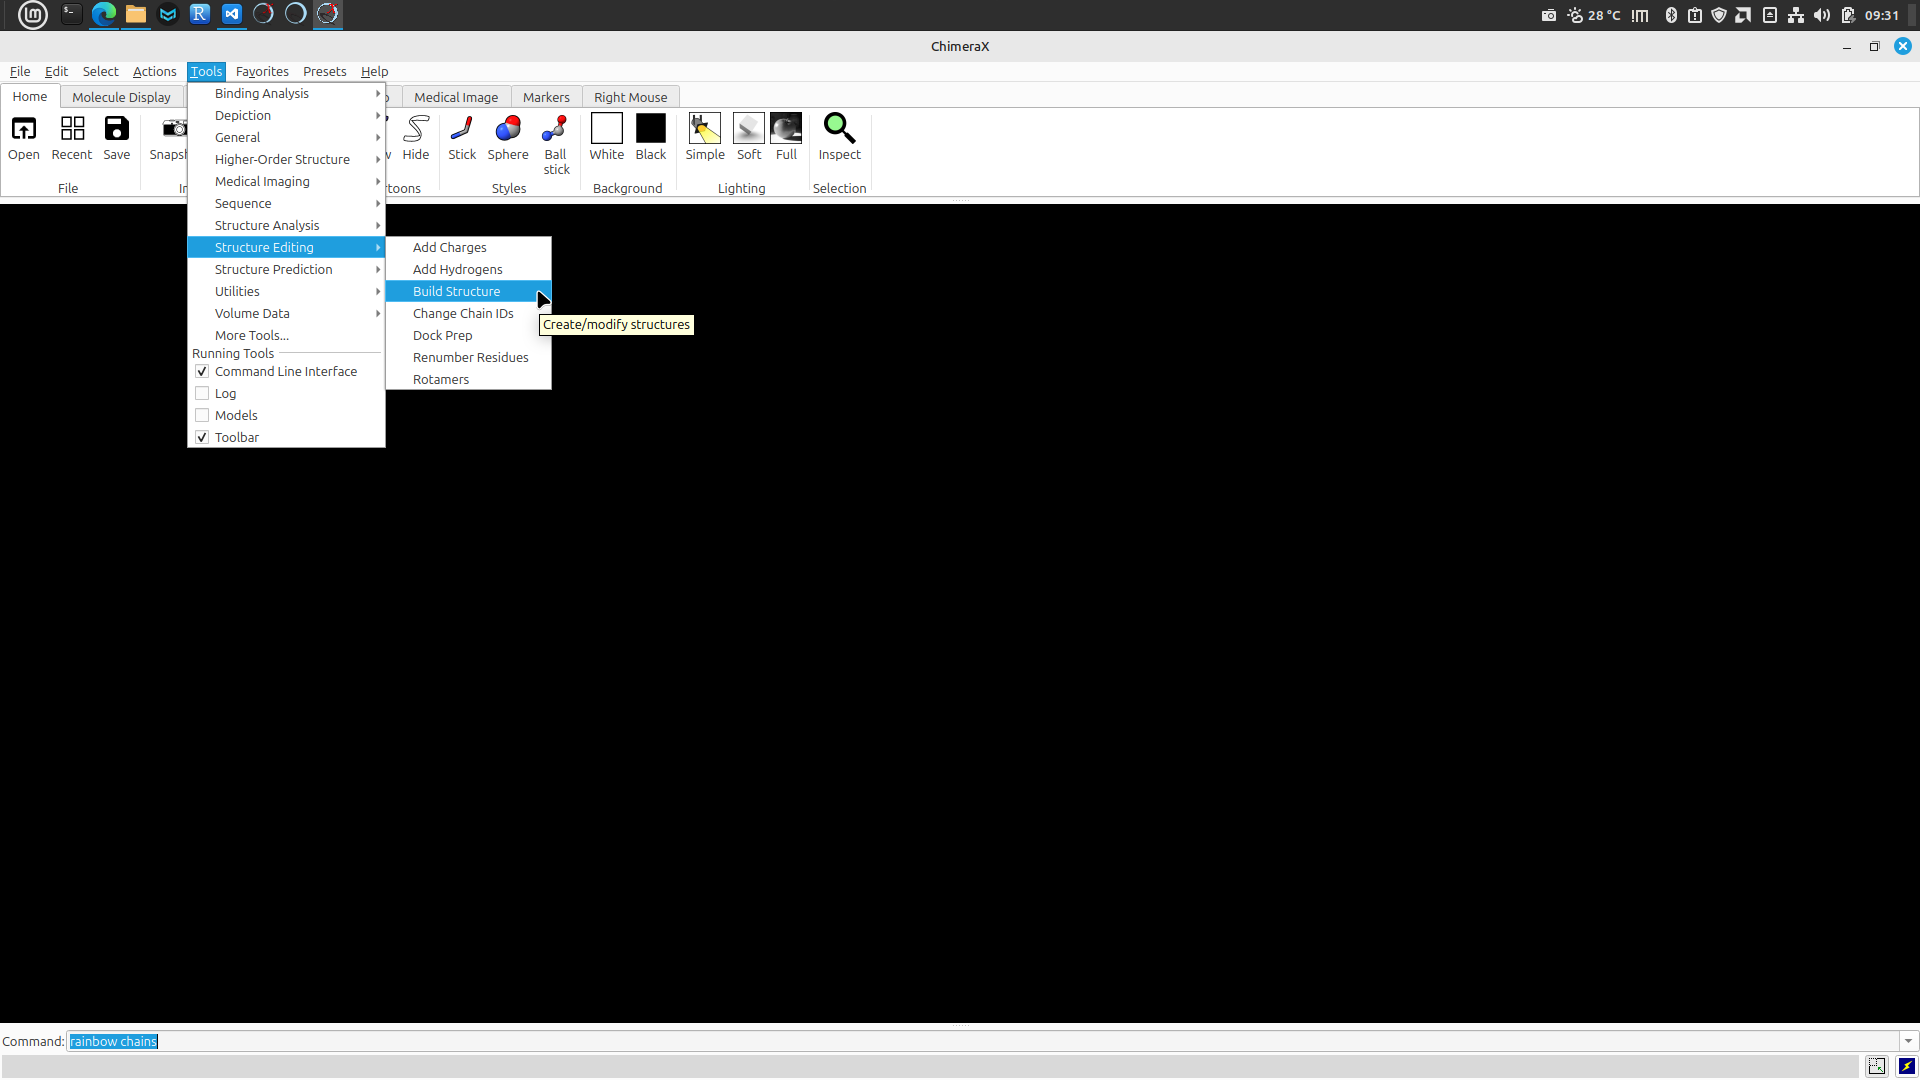 28 °C
09:31
ChimeraX
File Edit Select Actions Tools Favorites Presets Help
Home Molecule Display Medical Image Markers Right Mouse
Open Recent Save Hide Stick Sphere Ball stick White Black Simple Soft Full Inspect
File Styles Background Lighting Selection
Binding Analysis
Depiction
General
Higher-Order Structure
Medical Imaging
Sequence
Structure Analysis
Structure Editing
Structure Prediction
Utilities
Volume Data
More Tools...
Running Tools
Command Line Interface
Log
Models
Toolbar
Add Charges
Add Hydrogens
Build Structure
Change Chain IDs
Dock Prep
Renumber Residues
Rotamers
Create/modify structures
Command: rainbow chains